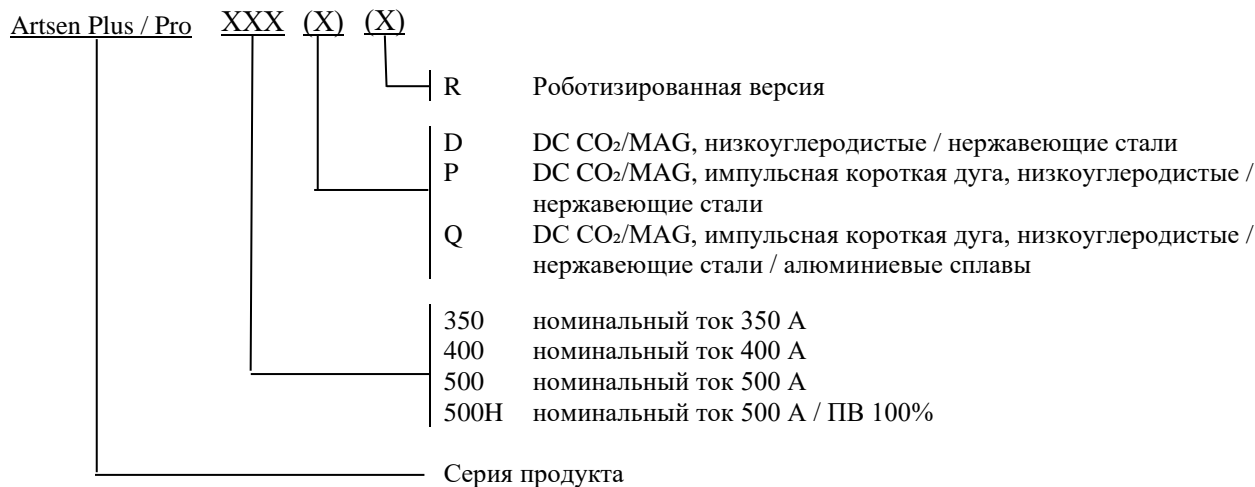 Artsen Plus / Pro XXX (X) (X)
R Роботизированная версия
D DC CO₂/MAG, низкоуглеродистые / нержавеющие стали
P DC CO₂/MAG, импульсная короткая дуга, низкоуглеродистые /
нержавеющие стали
Q DC CO₂/MAG, импульсная короткая дуга, низкоуглеродистые /
нержавеющие стали / алюминиевые сплавы
350 номинальный ток 350 А
400 номинальный ток 400 А
500 номинальный ток 500 А
500H номинальный ток 500 А / ПВ 100%
Серия продукта